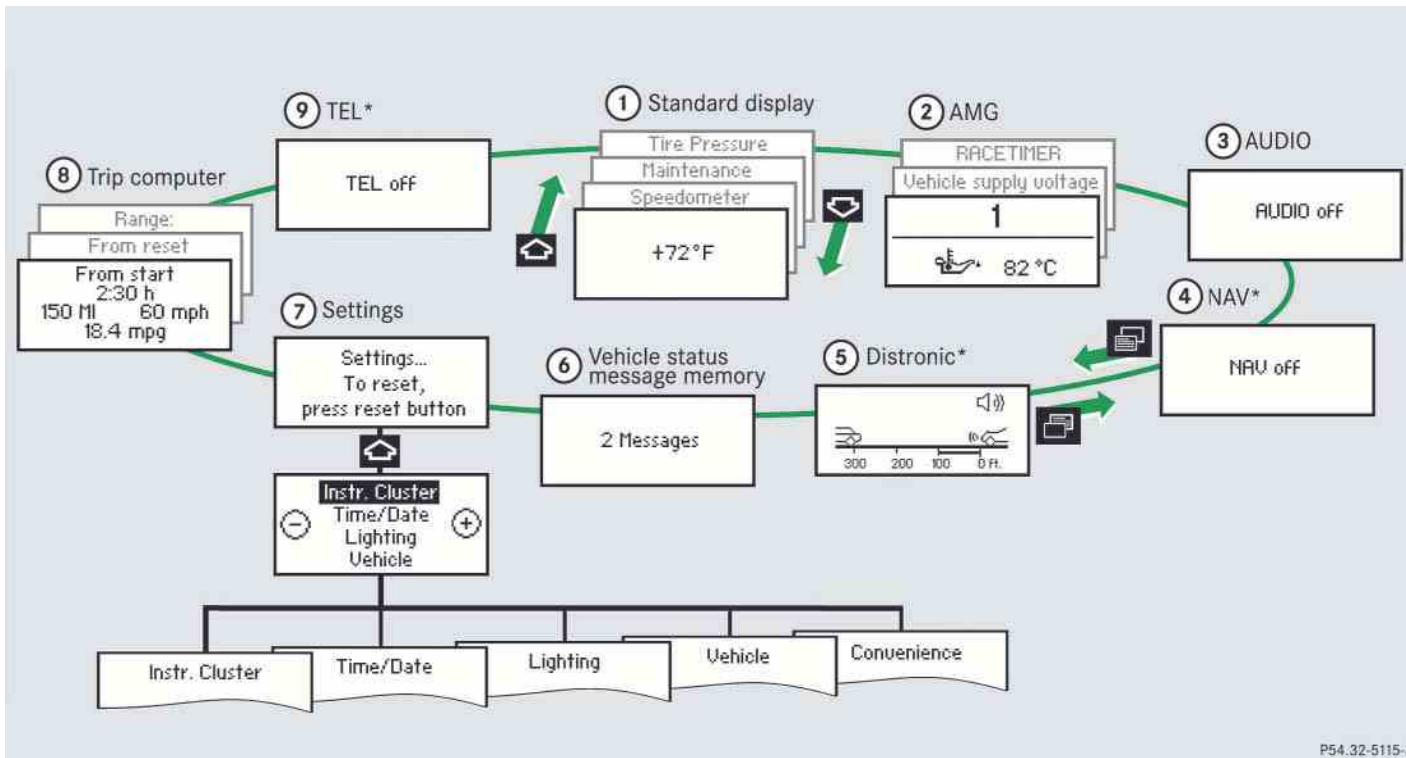 9 TEL*
TEL off
1 Standard display
Tire Pressure
Maintenance
Speedometer
+72°F
2 AMG
RACETIMER
Vehicle supply voltage
1
82 °C
3 AUDIO
AUDIO off
4 NAV*
NAV off
5 Distronic*
300 200 100 0 ft.
6 Vehicle status
message memory
2 Messages
7 Settings
Settings...
To reset,
press reset button
Instr. Cluster
Time/Date
Lighting
Vehicle
8 Trip computer
Range:
From reset
From start
2:30 h
150 MI 60 mph
18.4 mpg
Instr. Cluster
Time/Date
Lighting
Vehicle
Convenience
P54.32-5115-